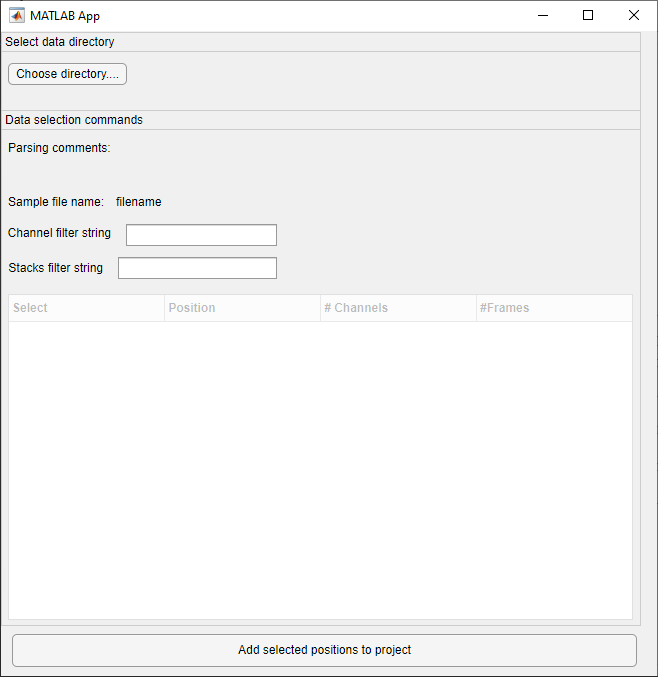 MATLAB App
Select data directory
Choose directory....
Data selection commands
Parsing comments:
Sample file name: filename
Channel filter string
Stacks filter string
Select Position # Channels #Frames
Add selected positions to project